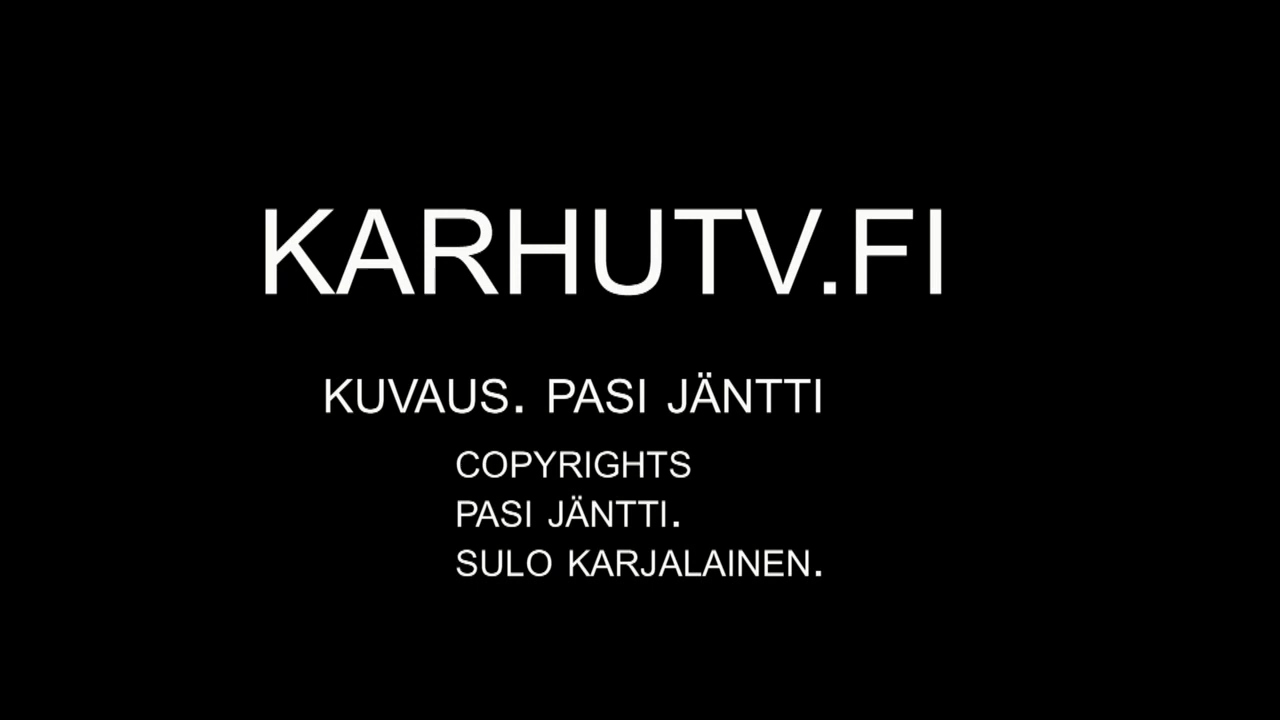 KARHUTV.FI
KUVAUS. PASI JÄNTTI
COPYRIGHTS
PASI JÄNTTI.
SULO KARJALAINEN.